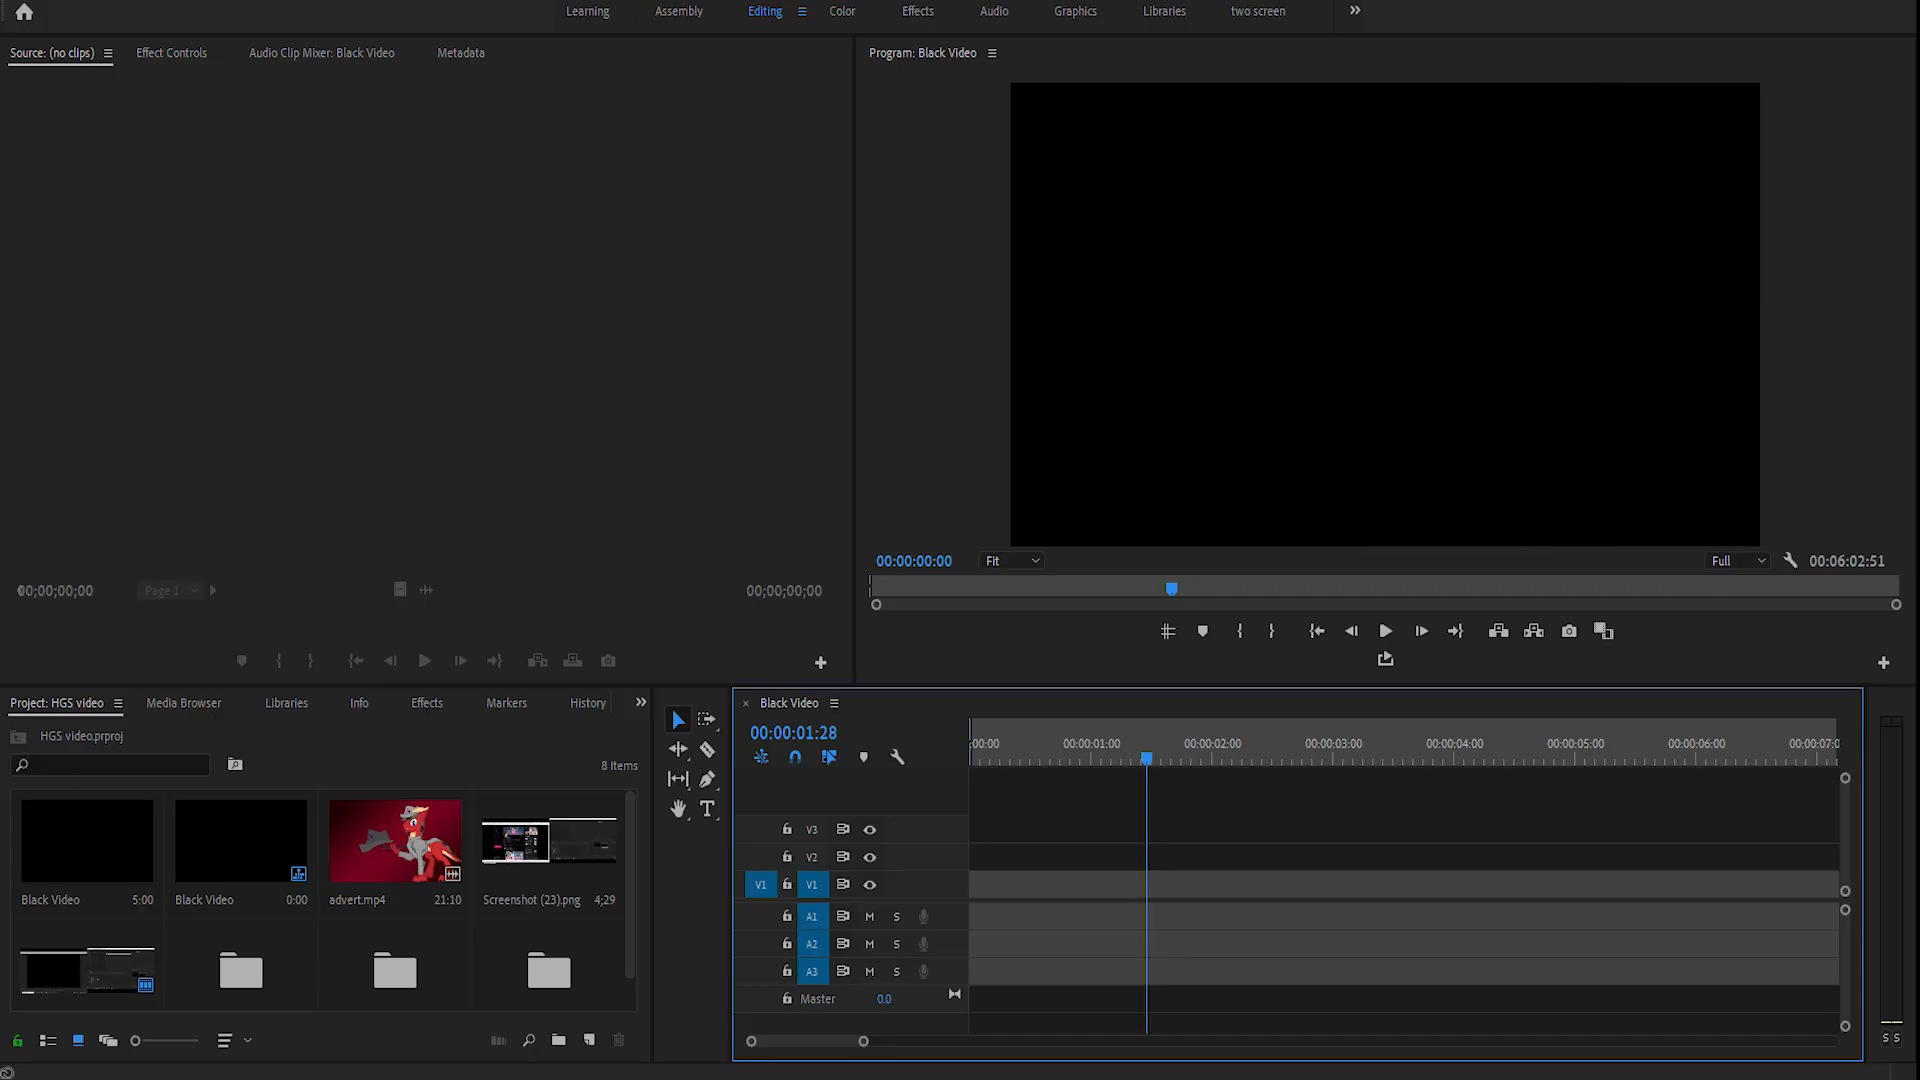 Learning Assembly Editing Color Effects Audio Graphics Libraries two screen
Source: (no clips) Effect Controls Audio Clip Mixer: Black Video Metadata
Program: Black Video
00:00:00:00 Fit Full 00:06:02:51
00;00;00;00 Page 1 00;00;00;00
Project: HGS video Media Browser Libraries Info Effects Markers History
HGS video.prproj
8 Items
Black Video 5:00 Black Video 0:00 advert.mp4 21:10 Screenshot (23).png 4;29
Black Video
00:00:01:28
:00:00 00:00:01:00 00:00:02:00 00:00:03:00 00:00:04:00 00:00:05:00 00:00:06:00 00:00:07:0
V3
V2
V1 V1
A1 M S
A2 M S
A3 M S
Master 0.0
S S